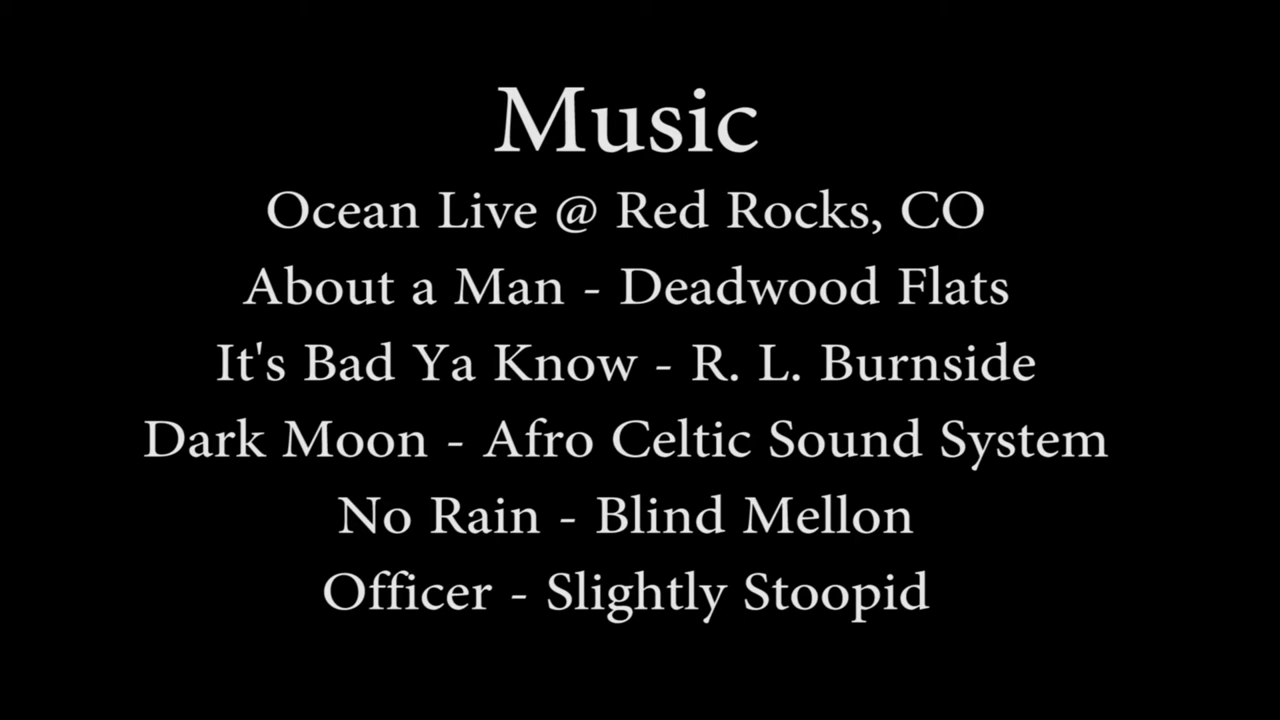 Music
Ocean Live @ Red Rocks, CO
About a Man - Deadwood Flats
It's Bad Ya Know - R. L. Burnside
Dark Moon - Afro Celtic Sound System
No Rain - Blind Mellon
Officer - Slightly Stoopid